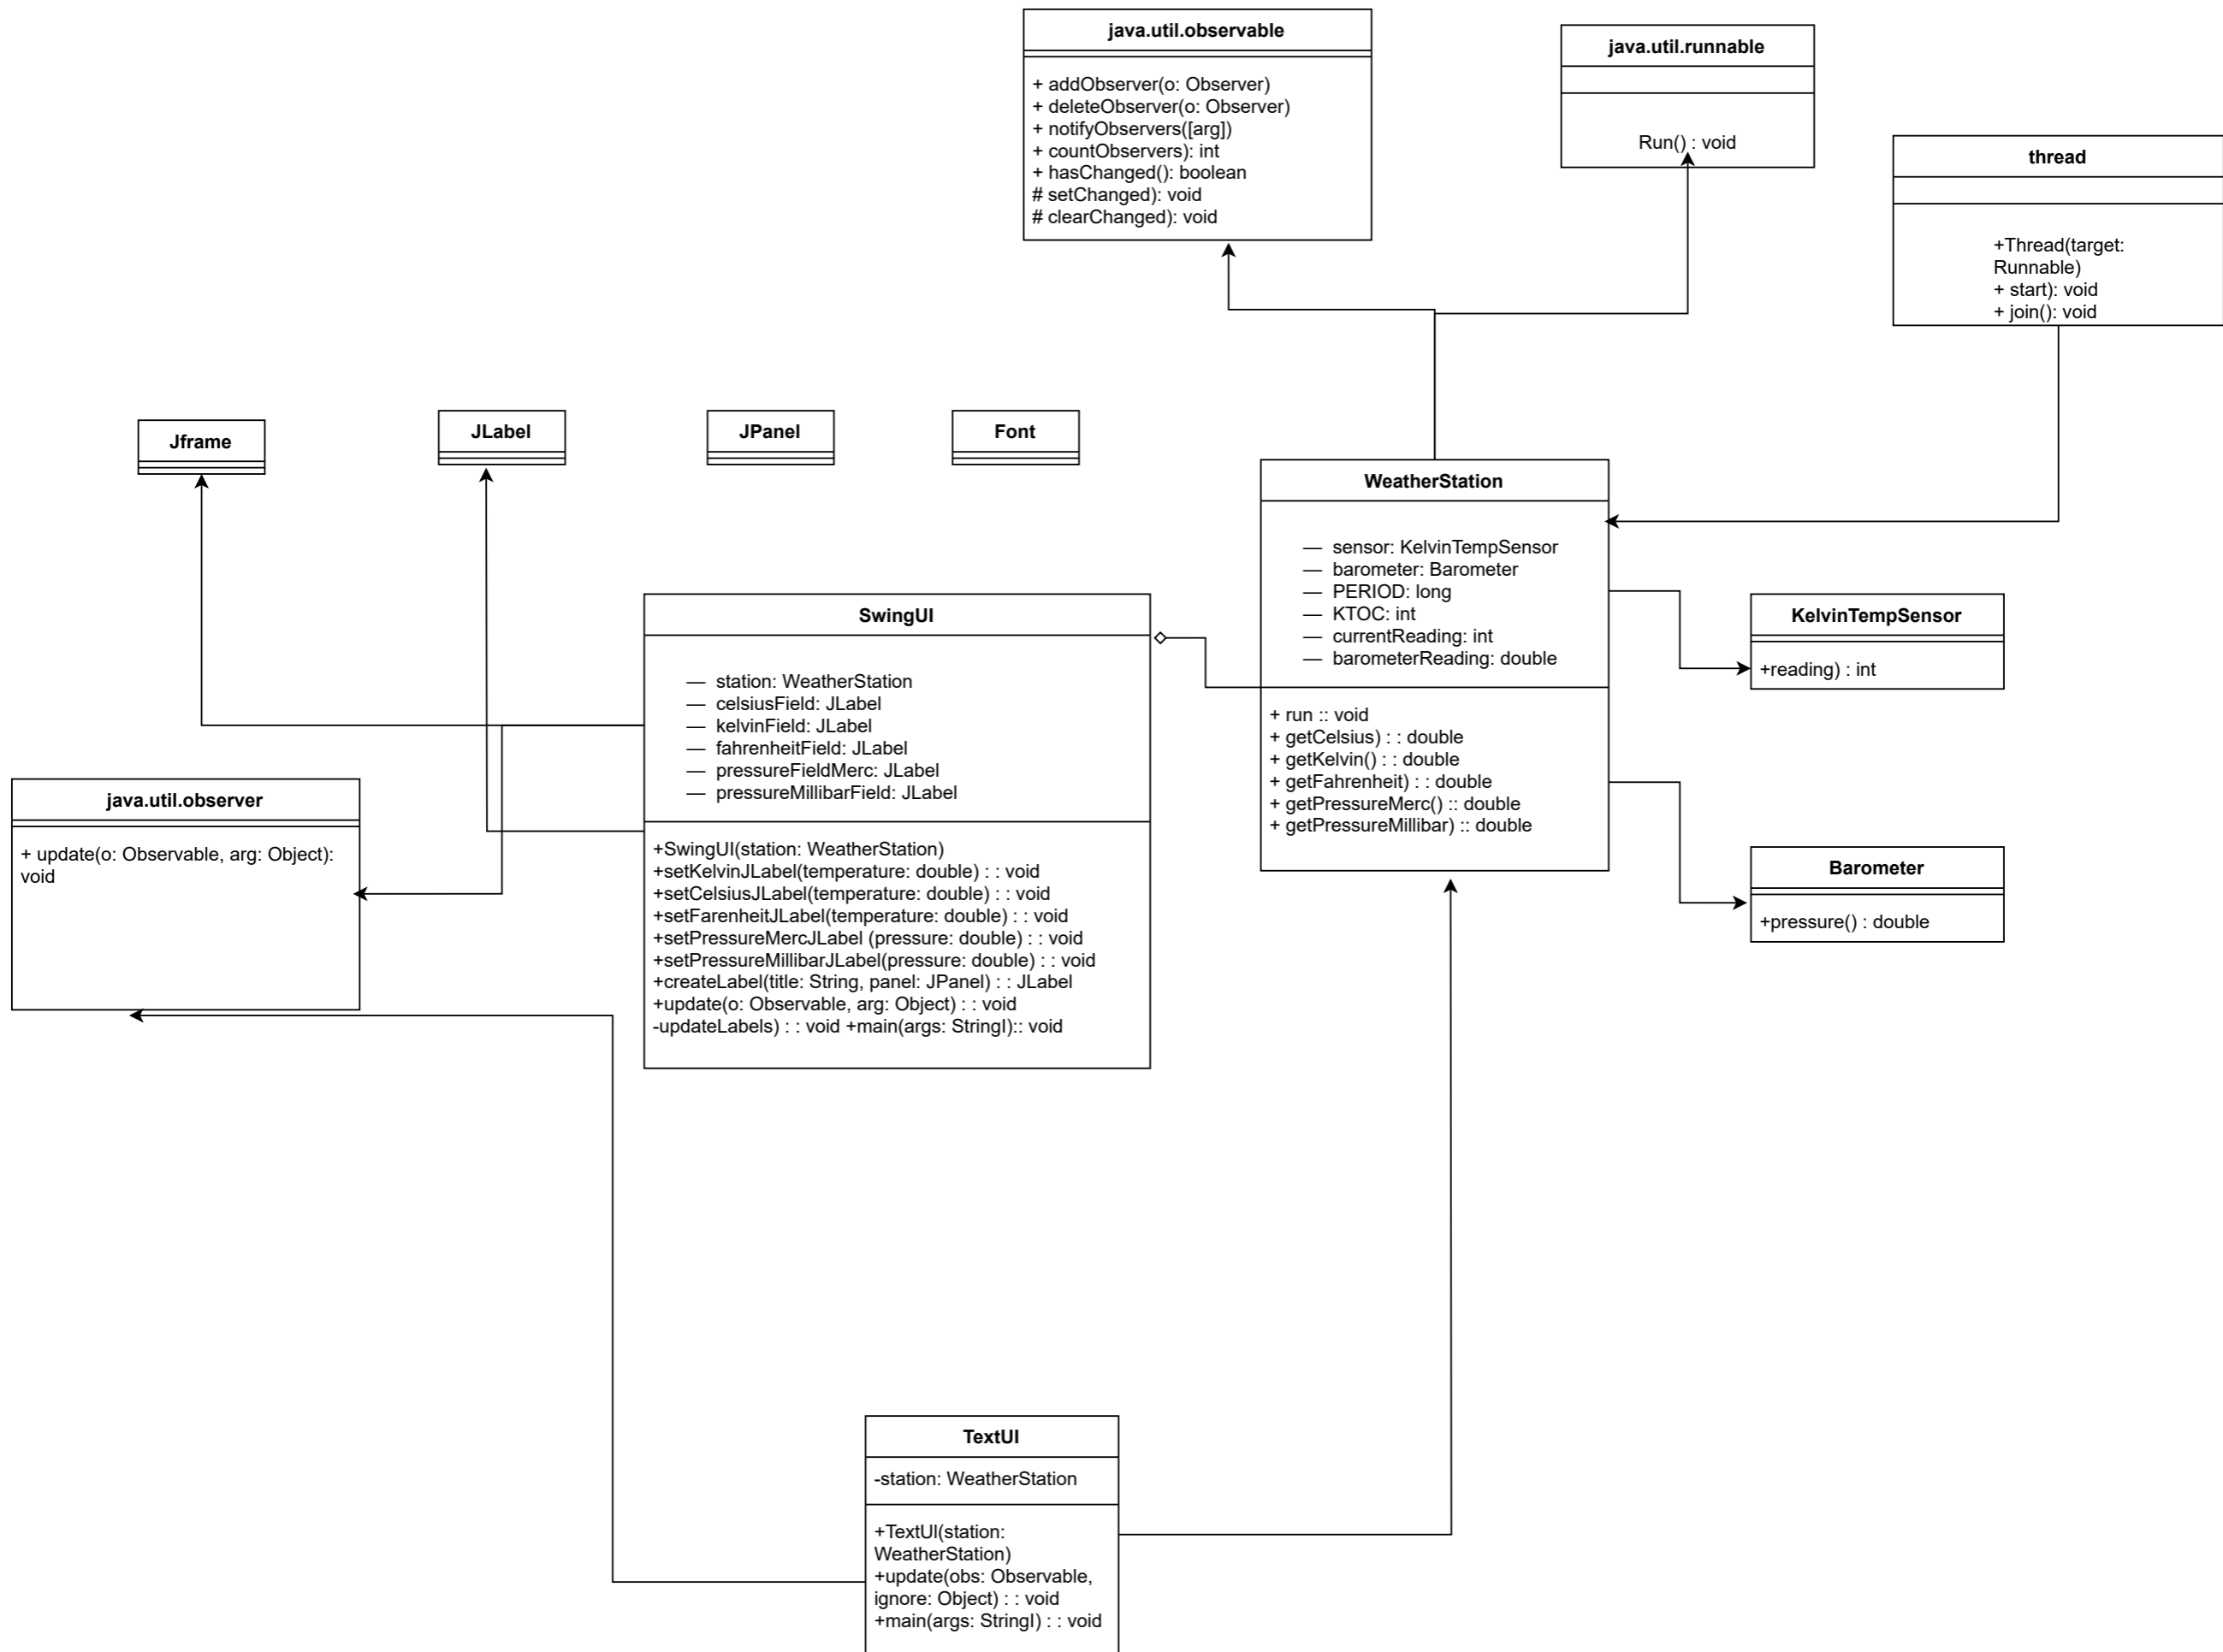 java.util.observable
+ addObserver(o: Observer)
+ deleteObserver(o: Observer)
+ notifyObservers([arg])
+ countObservers): int
+ hasChanged(): boolean
# setChanged): void
# clearChanged): void
java.util.runnable
Run() : void
thread
+Thread(target:
Runnable)
+ start): void
+ join(): void
Jframe
JLabel
JPanel
Font
WeatherStation
— sensor: KelvinTempSensor
— barometer: Barometer
— PERIOD: long
— KTOC: int
— currentReading: int
— barometerReading: double
+ run :: void
+ getCelsius) : : double
+ getKelvin() : : double
+ getFahrenheit) : : double
+ getPressureMerc() :: double
+ getPressureMillibar) :: double
KelvinTempSensor
+reading) : int
Barometer
+pressure() : double
SwingUI
— station: WeatherStation
— celsiusField: JLabel
— kelvinField: JLabel
— fahrenheitField: JLabel
— pressureFieldMerc: JLabel
— pressureMillibarField: JLabel
+SwingUI(station: WeatherStation)
+setKelvinJLabel(temperature: double) : : void
+setCelsiusJLabel(temperature: double) : : void
+setFarenheitJLabel(temperature: double) : : void
+setPressureMercJLabel (pressure: double) : : void
+setPressureMillibarJLabel(pressure: double) : : void
+createLabel(title: String, panel: JPanel) : : JLabel
+update(o: Observable, arg: Object) : : void
-updateLabels) : : void +main(args: StringI):: void
java.util.observer
+ update(o: Observable, arg: Object):
void
TextUI
-station: WeatherStation
+TextUI(station:
WeatherStation)
+update(obs: Observable,
ignore: Object) : : void
+main(args: StringI) : : void